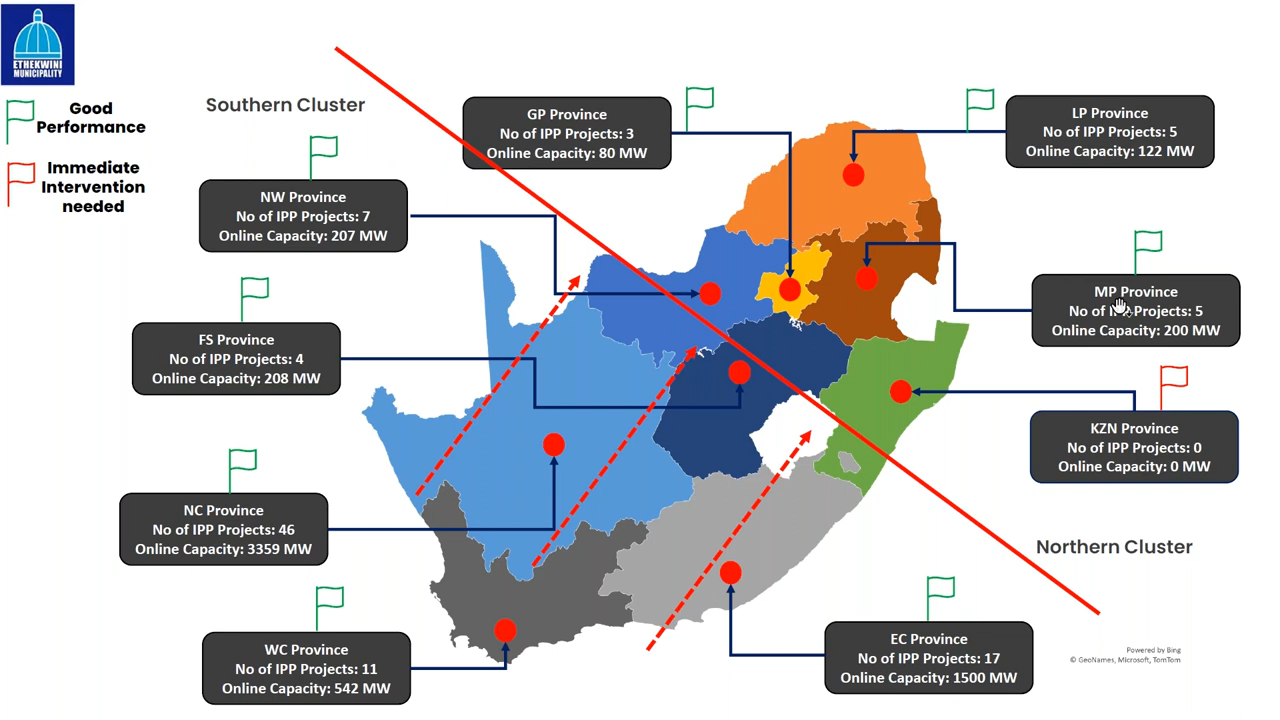 ETHEKWINI
MUNICIPALITY
Good
Performance
Immediate
Intervention
needed
Southern Cluster
GP Province
No of IPP Projects: 3
Online Capacity: 80 MW
LP Province
No of IPP Projects: 5
Online Capacity: 122 MW
NW Province
No of IPP Projects: 7
Online Capacity: 207 MW
MP Province
No of Projects: 5
Online Capacity: 200 MW
FS Province
No of IPP Projects: 4
Online Capacity: 208 MW
KZN Province
No of IPP Projects: 0
Online Capacity: 0 MW
NC Province
No of IPP Projects: 46
Online Capacity: 3359 MW
Northern Cluster
WC Province
No of IPP Projects: 11
Online Capacity: 542 MW
EC Province
No of IPP Projects: 17
Online Capacity: 1500 MW
Powered by Bing
© GeoNames, Microsoft, TomTom